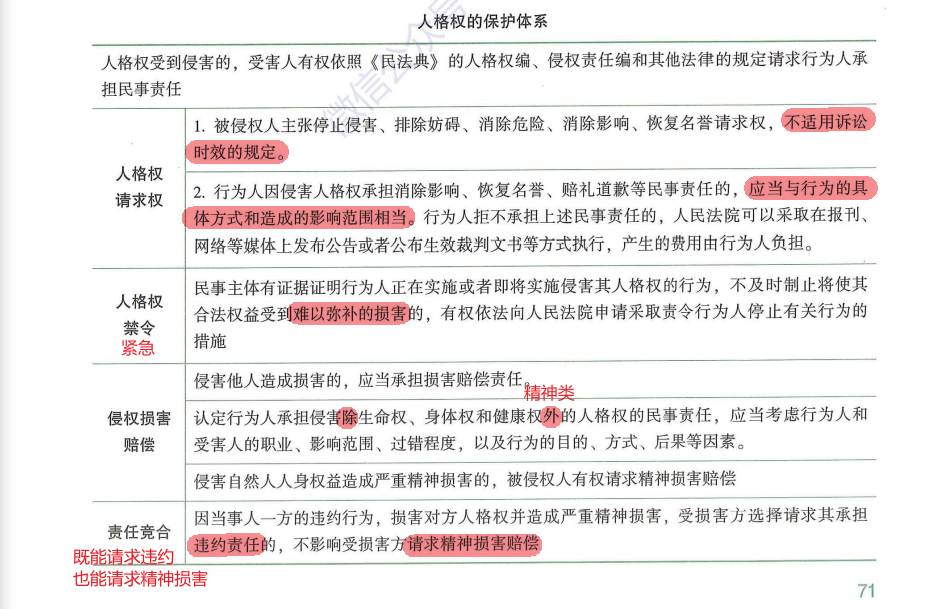 人格权的保护体系
人格权受到侵害的，受害人有权依照《民法典》的人格权编、侵权责任编和其他法律的规定请求行为人承
担民事责任
人格权
请求权
1. 被侵权人主张停止侵害、排除妨碍、消除危险、消除影响、恢复名誉请求权，不适用诉讼
时效的规定。
2. 行为人因侵害人格权承担消除影响、恢复名誉、赔礼道歉等民事责任的，应当与行为的具
体方式和造成的影响范围相当。行为人拒不承担上述民事责任的，人民法院可以采取在报刊、
网络等媒体上发布公告或者公布生效裁判文书等方式执行，产生的费用由行为人负担。
人格权
禁令
紧急
民事主体有证据证明行为人正在实施或者即将实施侵害其人格权的行为，不及时制止将使其
合法权益受到难以弥补的损害的，有权依法向人民法院申请采取责令行为人停止有关行为的
措施
侵权损害
赔偿
侵害他人造成损害的，应当承担损害赔偿责任。
精神类
认定行为人承担侵害除生命权、身体权和健康权外的人格权的民事责任，应当考虑行为人和
受害人的职业、影响范围、过错程度，以及行为的目的、方式、后果等因素。
侵害自然人人身权益造成严重精神损害的，被侵权人有权请求精神损害赔偿
责任竞合
既能请求违约
也能请求精神损害
因当事人一方的违约行为，损害对方人格权并造成严重精神损害，受损害方选择请求其承担
违约责任的，不影响受损害方请求精神损害赔偿
71
微信公众号